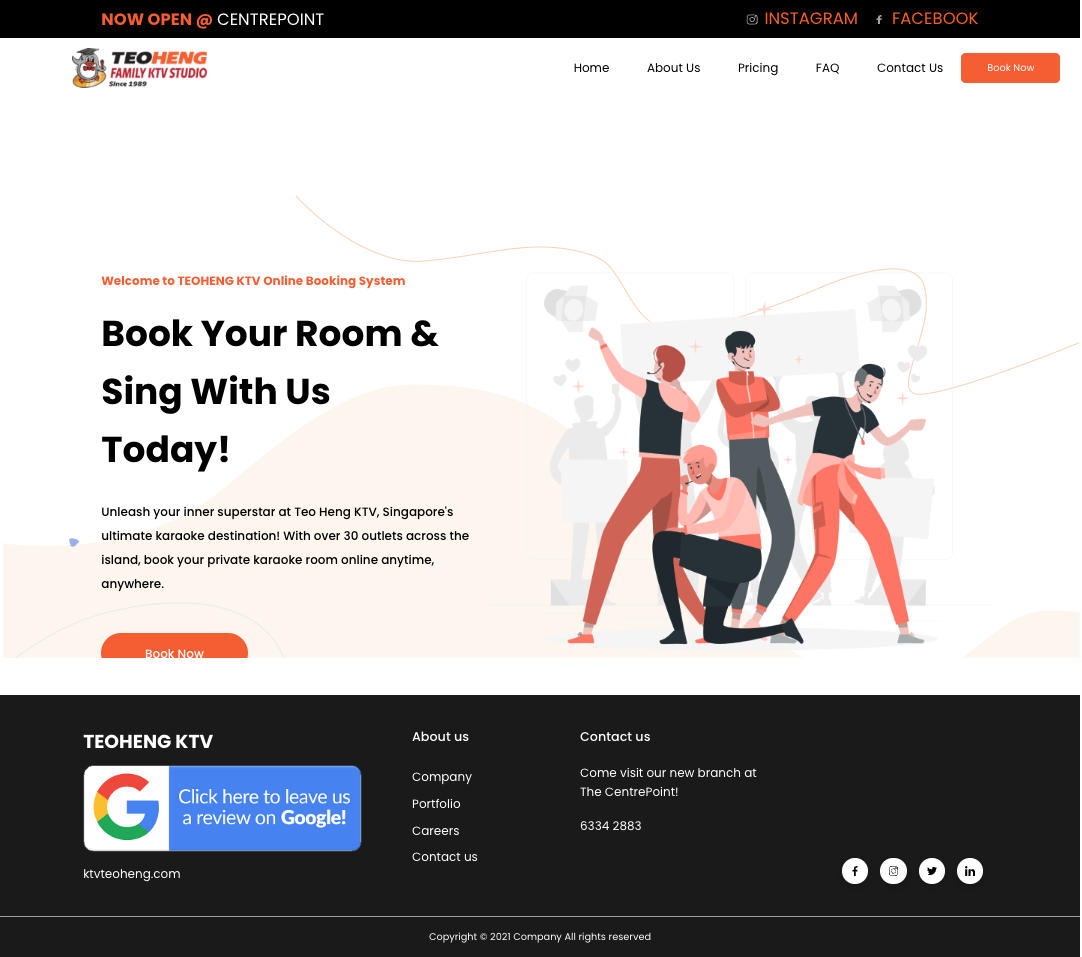 NOW OPEN @ CENTREPOINT
INSTAGRAM
FACEBOOK
TEOHENG
FAMILY KTV STUDIO
Since 1989
Home
About Us
Pricing
FAQ
Contact Us
Book Now
Welcome to TEOHENG KTV Online Booking System
Book Your Room &
Sing With Us
Today!
Unleash your inner superstar at Teo Heng KTV, Singapore's
ultimate karaoke destination! With over 30 outlets across the
island, book your private karaoke room online anytime,
anywhere.
Book Now
TEOHENG KTV
Click here to leave us
a review on Google!
ktvteoheng.com
About us
Company
Portfolio
Careers
Contact us
Contact us
Come visit our new branch at
The CentrePoint!
6334 2883
Copyright © 2021 Company All rights reserved